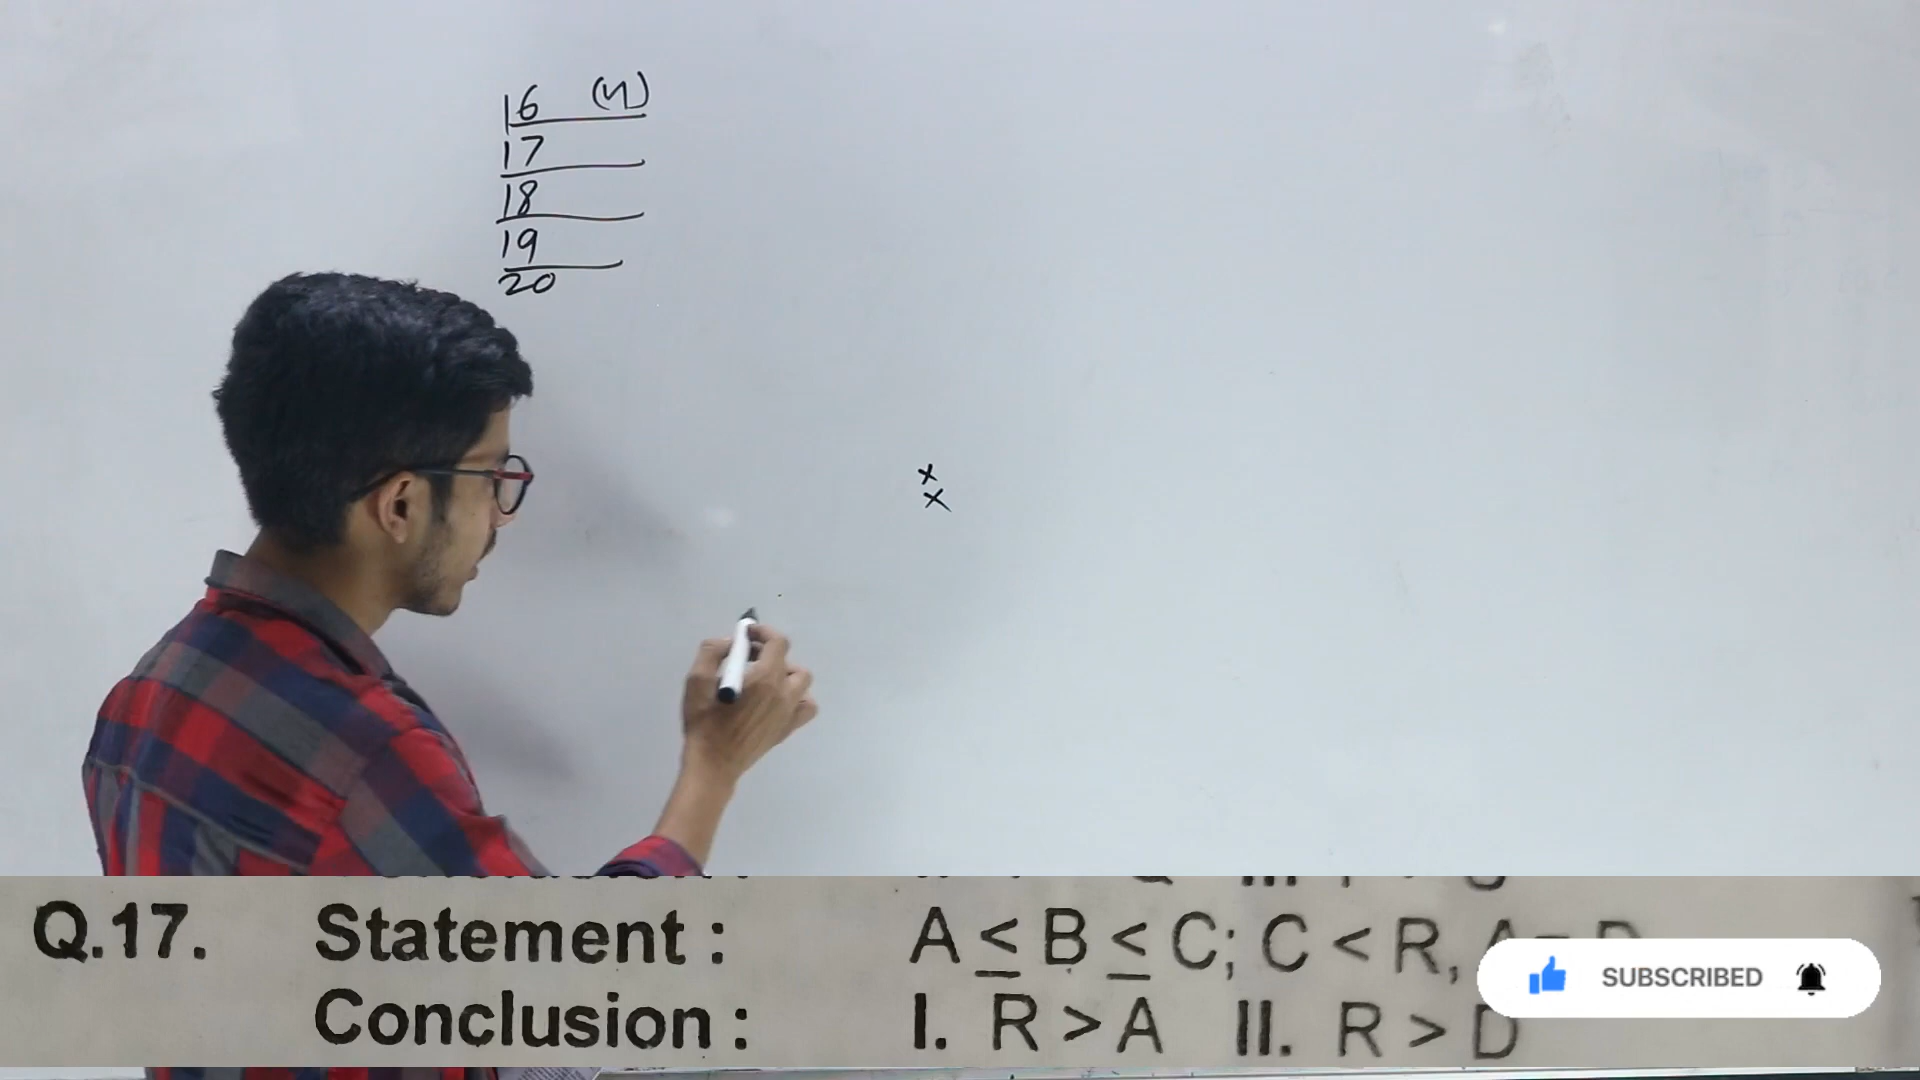 16 (4)
17
18
19
20
x
x
Q.17. Statement : A ≤ B ≤ C; C < R, A = D
SUBSCRIBED
Conclusion : I. R > A II. R > D